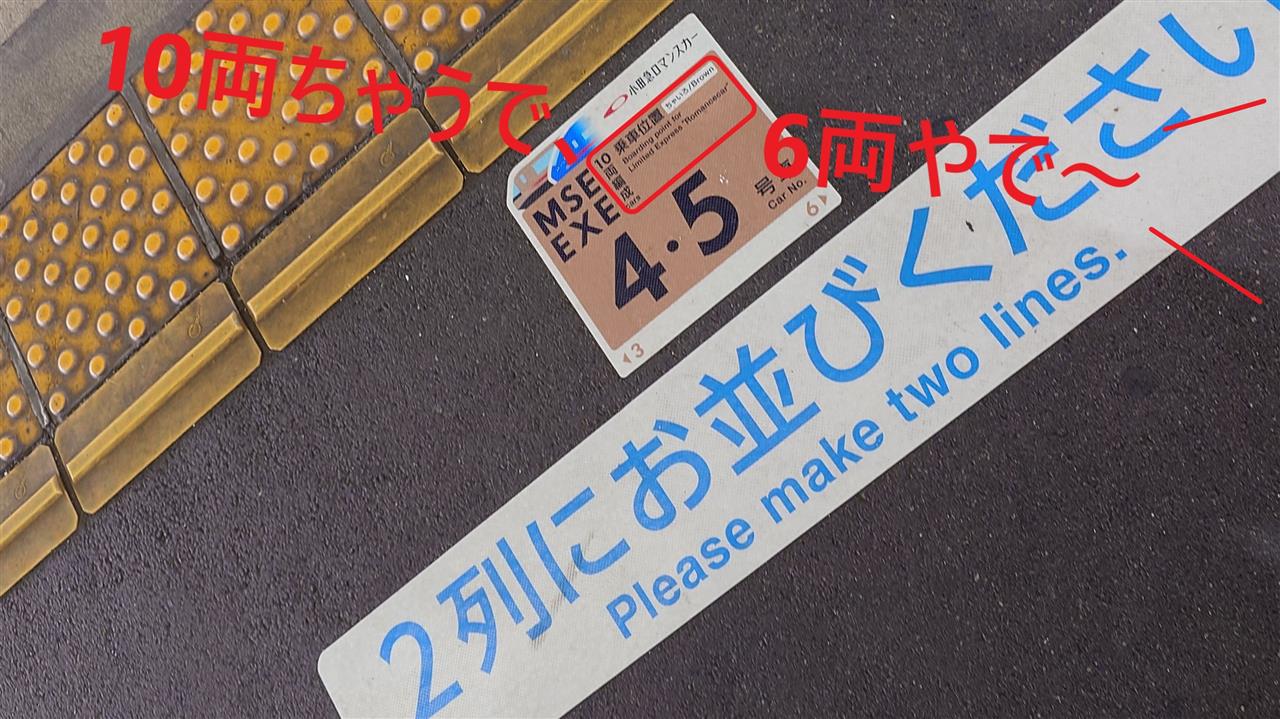 10両ちゃうで、
6両やで～
小田急ロマンスカー
乗車位置 ちゃいろ/Brown
Boarding point for
Limited Express "Romancecar"
10両編成
cars
MSE
EXE
4・5
Car No.
6▶
◀3
2列にお並びください
Please make two lines.